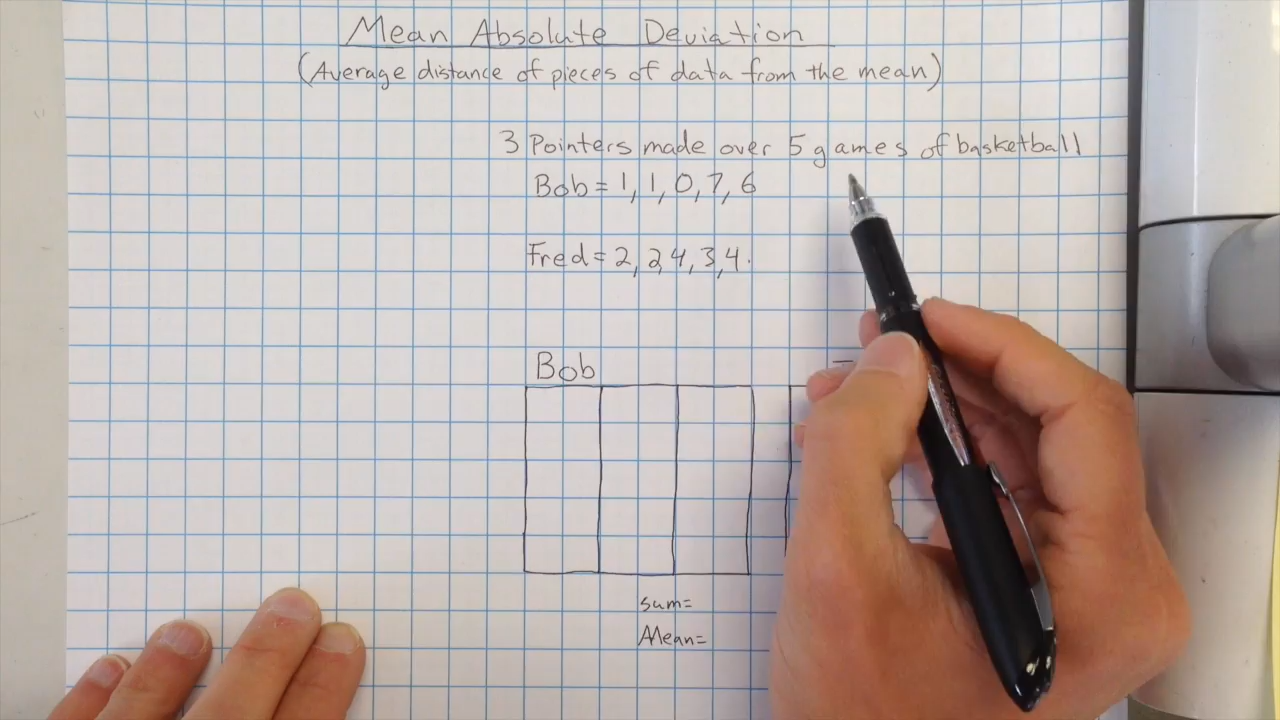 Mean Absolute Deviation
(Average distance of pieces of data from the mean)
3 Pointers made over 5 games of basketball
Bob = 1, 1, 0, 7, 6
Fred = 2, 2 4, 3, 4.
Bob
sum=
Mean=